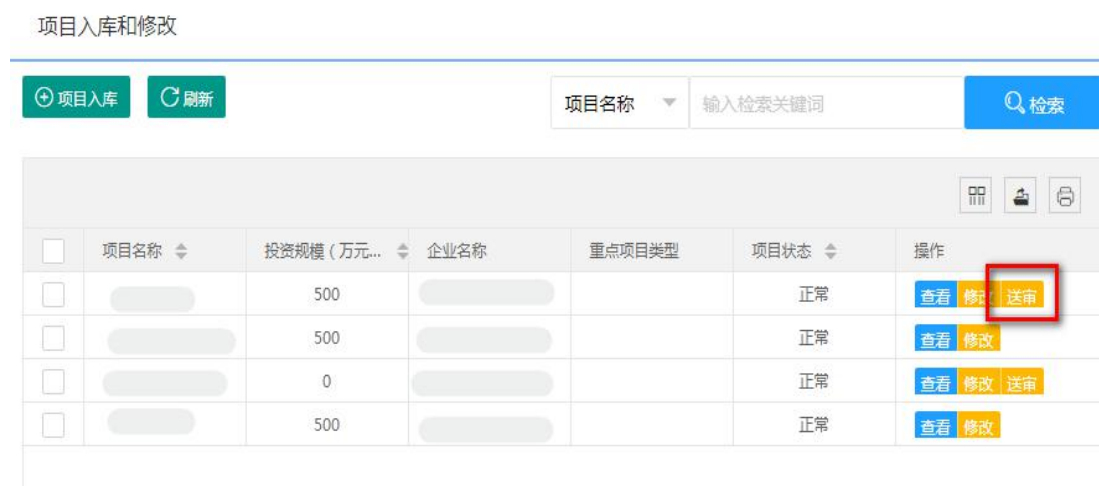 项目入库和修改
项目入库 刷新 项目名称 输入检索关键词 检索
项目名称 投资规模(万元... 企业名称 重点项目类型 项目状态 操作
500 正常 查看 修改 送审
500 正常 查看 修改
0 正常 查看 修改 送审
500 正常 查看 修改